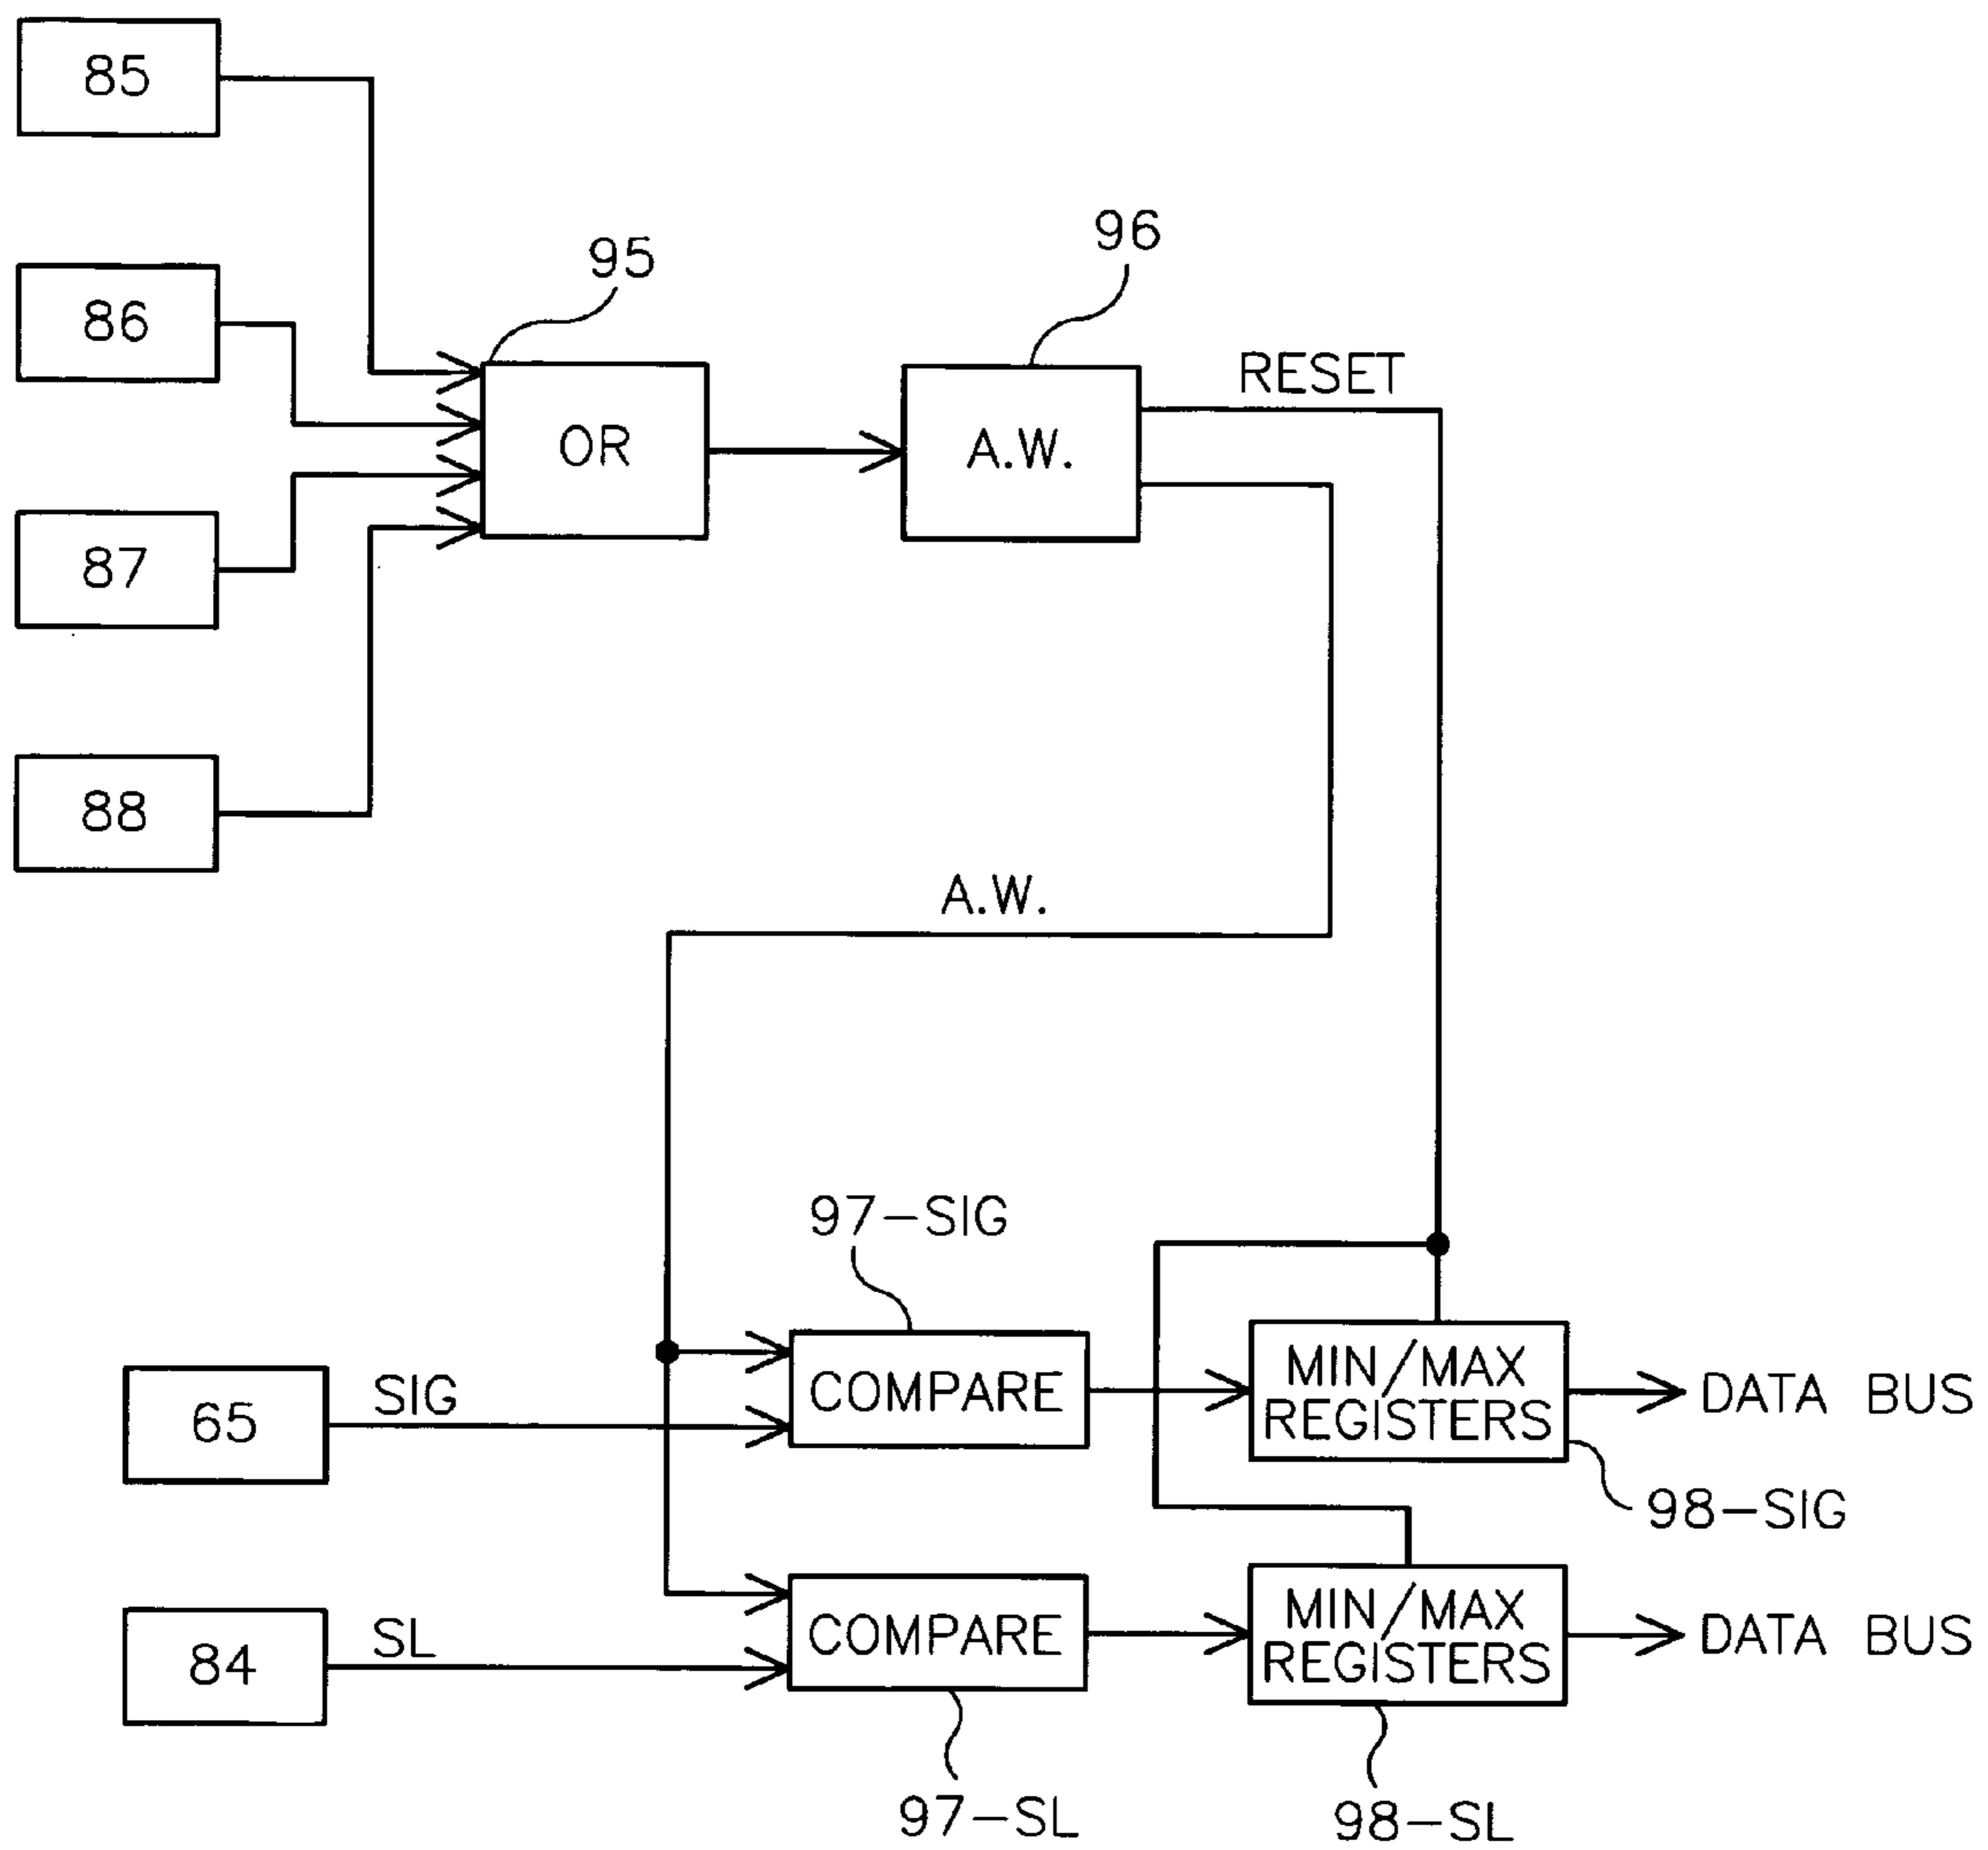 85
86
87
88
95
OR
96
A.W.
RESET
A.W.
97-SIG
65
SIG
COMPARE
MIN/MAX
REGISTERS
DATA BUS
98-SIG
84
SL
COMPARE
MIN/MAX
REGISTERS
DATA BUS
97-SL
98-SL